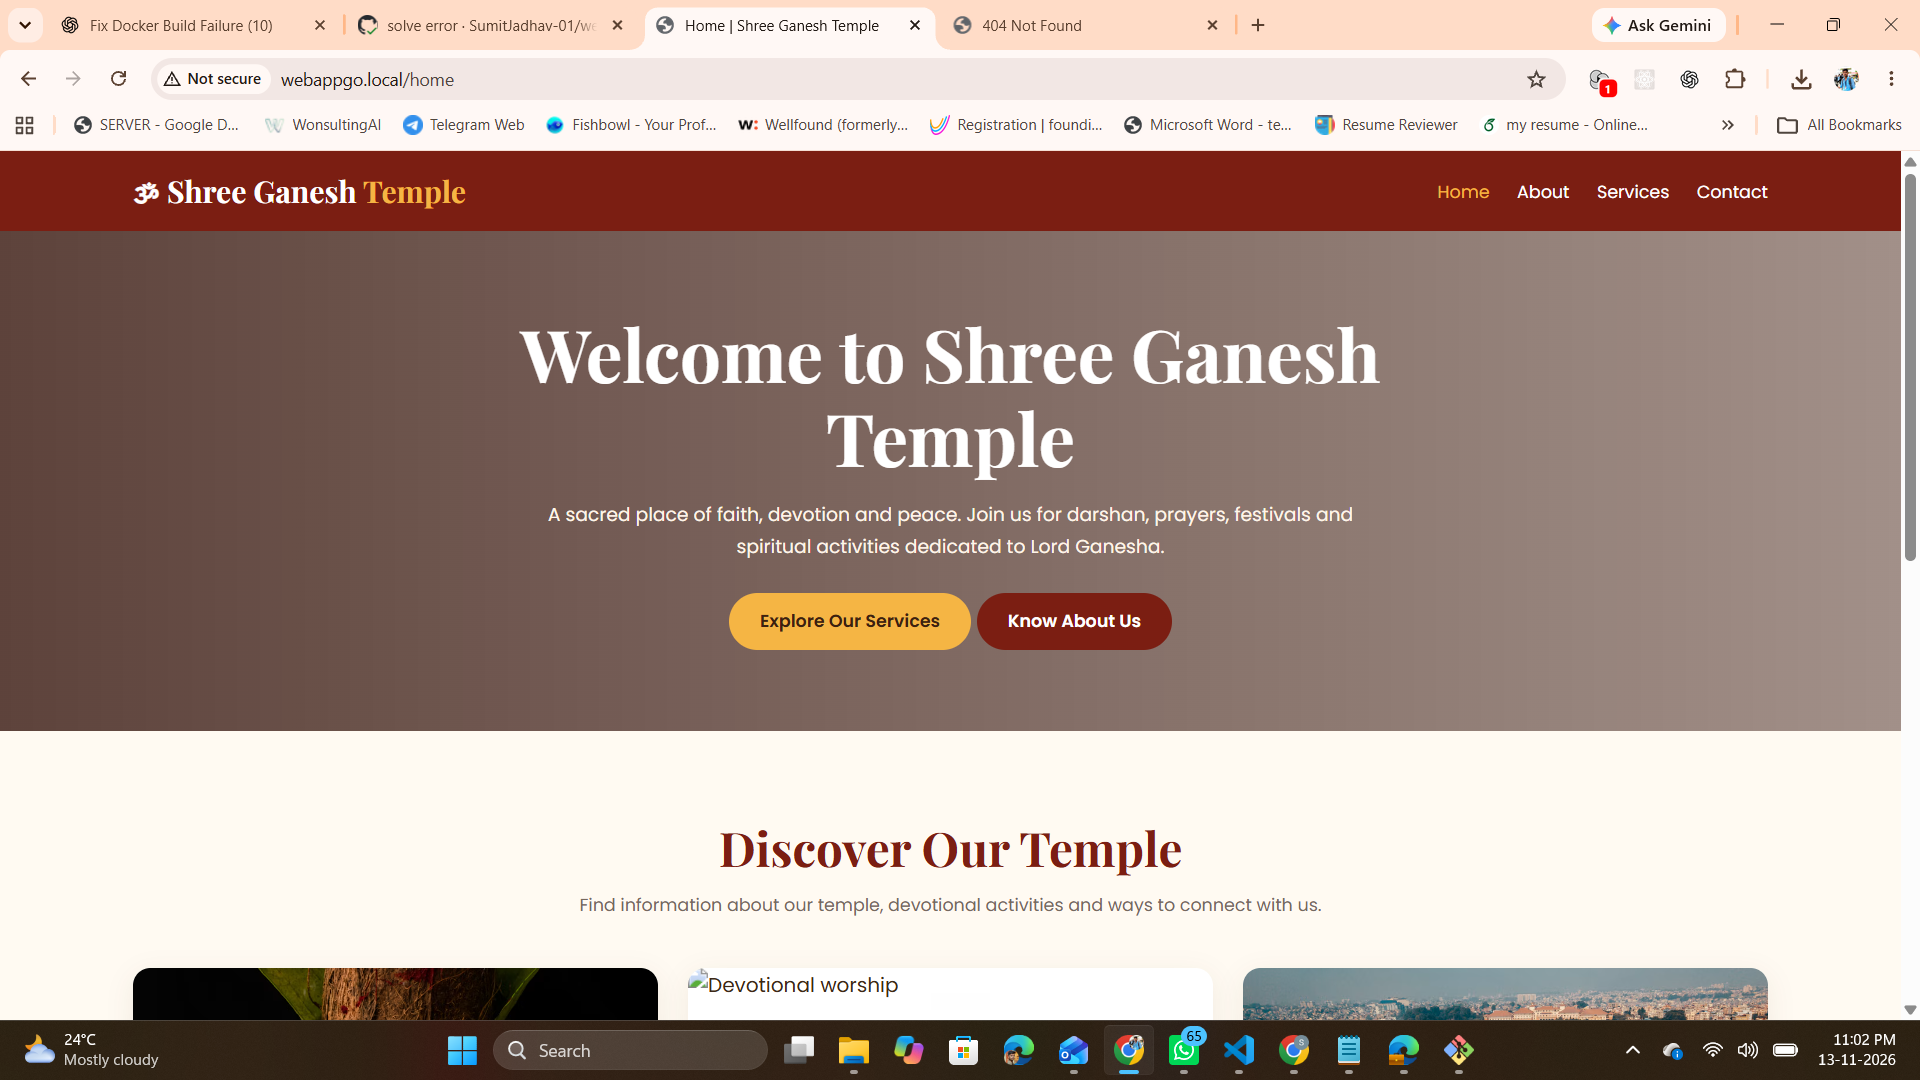 Fix Docker Build Failure (10)
solve error · SumitJadhav-01/we
Home | Shree Ganesh Temple
404 Not Found
Ask Gemini
Not secure
webappgo.local/home
1
SERVER - Google D...
WonsultingAI
Telegram Web
Fishbowl - Your Prof...
Wellfound (formerly...
Registration | foundi...
Microsoft Word - te...
Resume Reviewer
my resume - Online...
All Bookmarks
ॐ Shree Ganesh Temple
Home
About
Services
Contact
Welcome to Shree Ganesh
Temple
A sacred place of faith, devotion and peace. Join us for darshan, prayers, festivals and
spiritual activities dedicated to Lord Ganesha.
Explore Our Services
Know About Us
Discover Our Temple
Find information about our temple, devotional activities and ways to connect with us.
Devotional worship
24°C
Mostly cloudy
Search
65
11:02 PM
13-11-2026